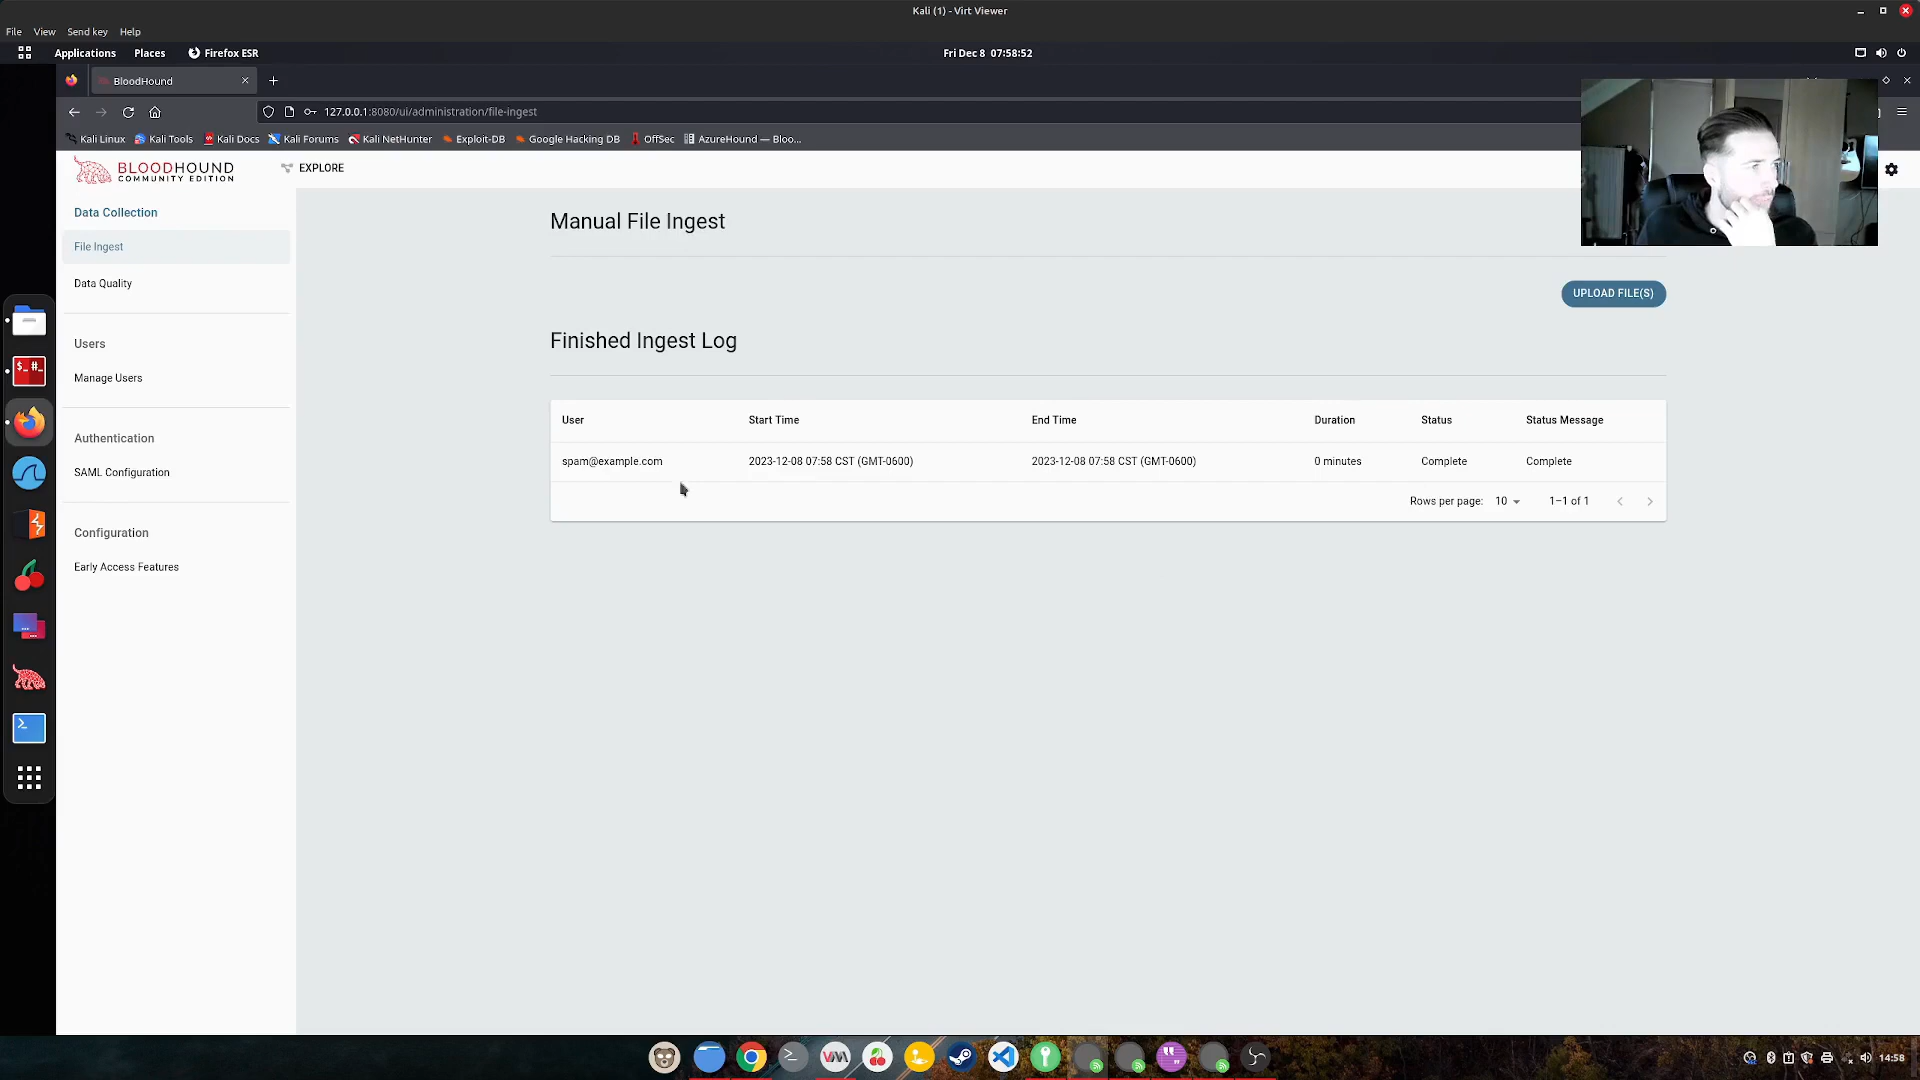 Kali (1) - Virt Viewer
File View Send key Help
Applications Places Firefox ESR Fri Dec 8 07:58:52
BloodHound
127.0.0.1:8080/ui/administration/file-ingest
Kali Linux Kali Tools Kali Docs Kali Forums Kali NetHunter Exploit-DB Google Hacking DB OffSec AzureHound — Bloo...
BLOODHOUND
COMMUNITY EDITION
EXPLORE
Data Collection
File Ingest
Data Quality
Users
Manage Users
Authentication
SAML Configuration
Configuration
Early Access Features
Manual File Ingest
UPLOAD FILE(S)
Finished Ingest Log
User Start Time End Time Duration Status Status Message
spam@example.com 2023-12-08 07:58 CST (GMT-0600) 2023-12-08 07:58 CST (GMT-0600) 0 minutes Complete Complete
Rows per page: 10 1–1 of 1
14:58